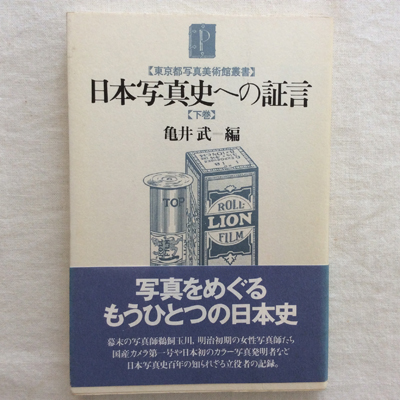 P
【東京都写真美術館叢書】
日本写真史への証言
【下巻】
亀井 武─編
TOP
ROLL
LION
FILM
写真をめぐる
もうひとつの日本史
幕末の写真師鵜飼玉川、明治初期の女性写真師たち
国産カメラ第一号や日本初のカラー写真発明者など
日本写真史百年の知られざる立役者の記録。